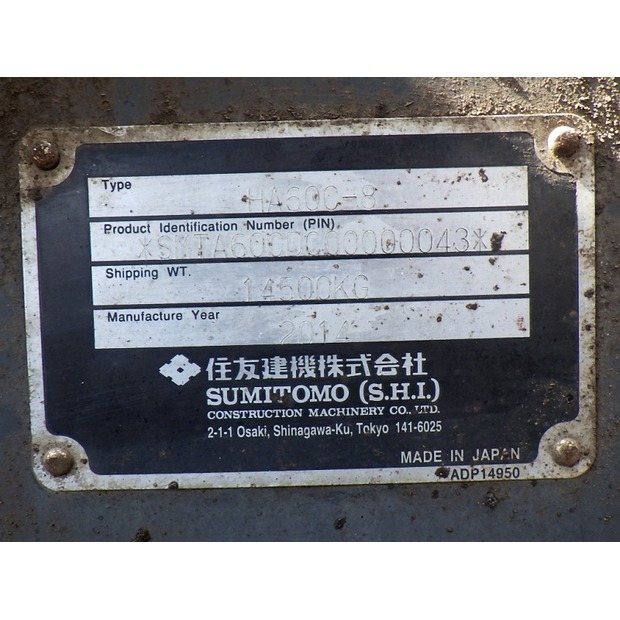 Type
HA60C-8
Product Identification Number (PIN)
Shipping WT.
14500KG
Manufacture Year
2014
住友建機株式会社
SUMITOMO (S.H.I.)
CONSTRUCTION MACHINERY CO., LTD.
2-1-1 Osaki, Shinagawa-Ku, Tokyo 141-6025
MADE IN JAPAN
ADP14950